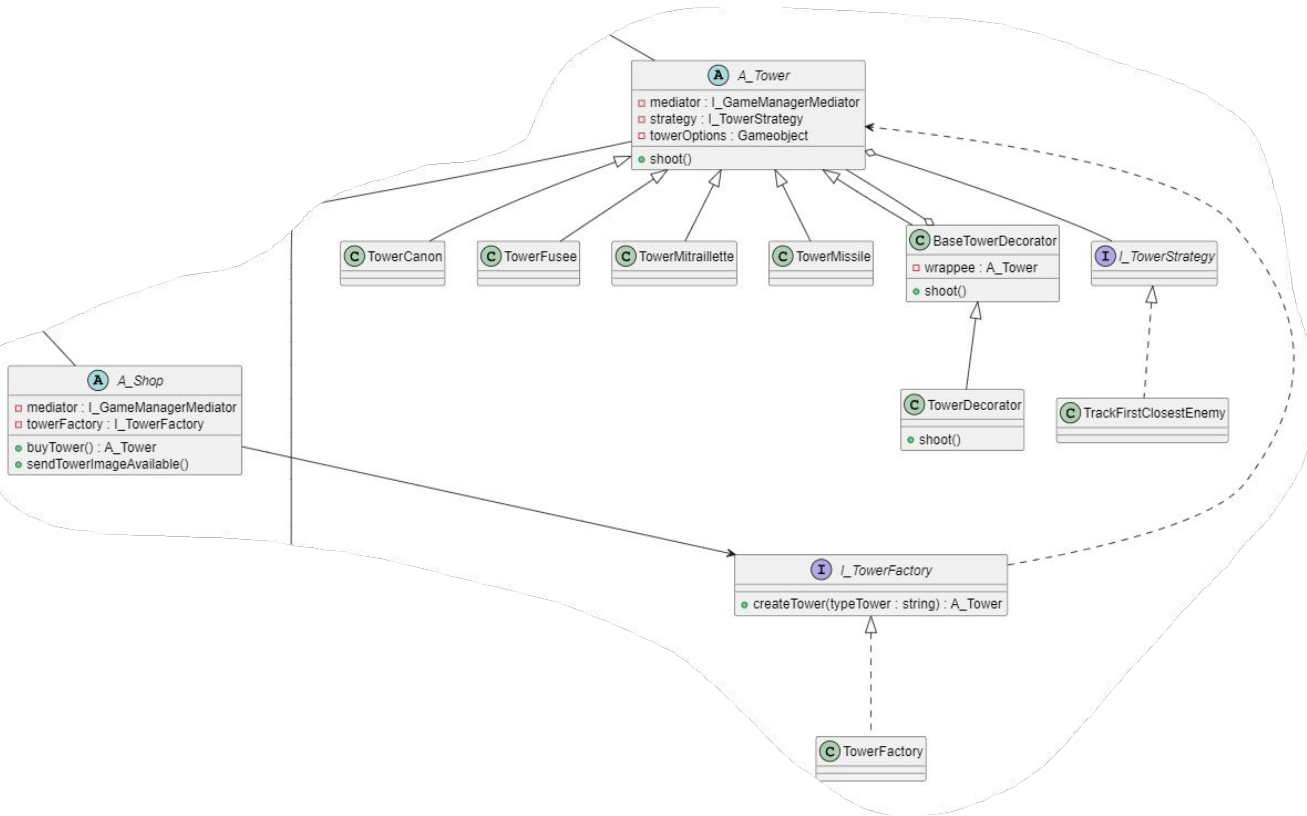 A A_Tower
mediator : I_GameManagerMediator
strategy : I_TowerStrategy
towerOptions : Gameobject
shoot()
C TowerCanon
C TowerFusee
C TowerMitraillette
C TowerMissile
C BaseTowerDecorator
wrappee : A_Tower
shoot()
I I_TowerStrategy
A A_Shop
mediator : I_GameManagerMediator
towerFactory : I_TowerFactory
buyTower() : A_Tower
sendTowerImageAvailable()
C TowerDecorator
shoot()
C TrackFirstClosestEnemy
I I_TowerFactory
createTower(typeTower : string) : A_Tower
C TowerFactory